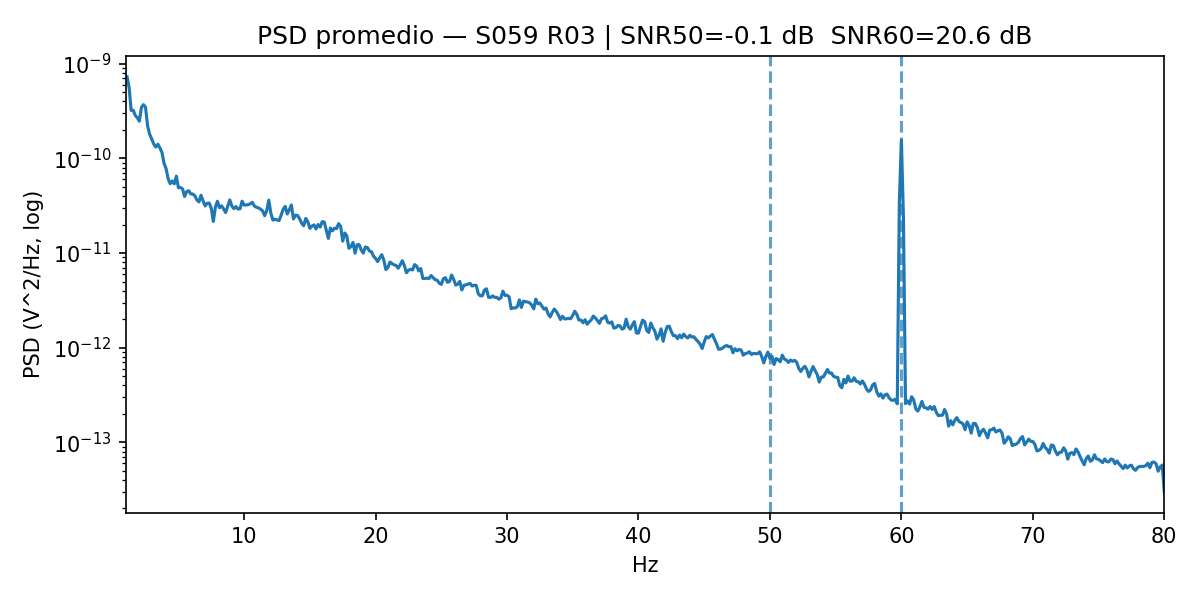 PSD promedio — S059 R03 | SNR50=-0.1 dB  SNR60=20.6 dB
PSD (V^2/Hz, log)
10⁻⁹
10⁻¹⁰
10⁻¹¹
10⁻¹²
10⁻¹³
10 20 30 40 50 60 70 80
Hz